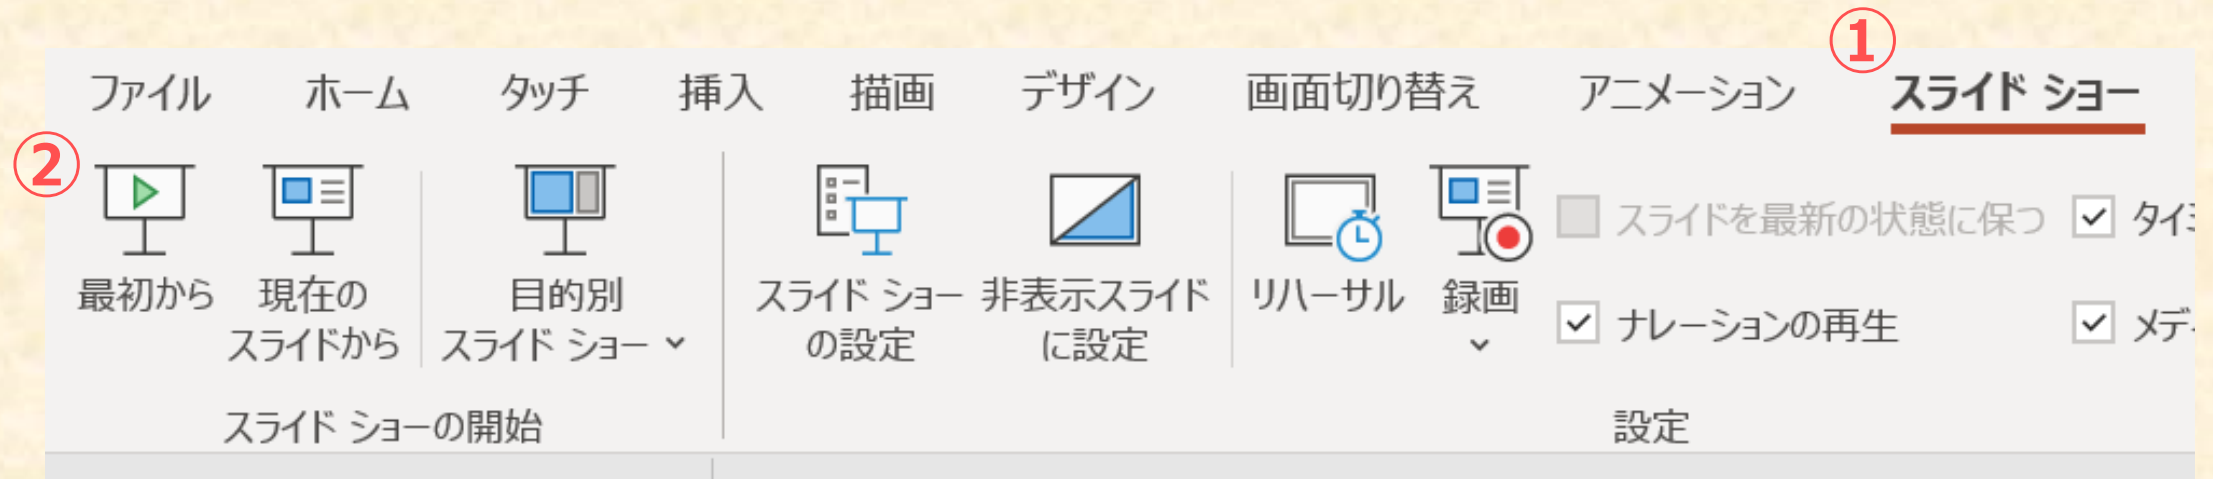 ①
ファイル ホーム タッチ 挿入 描画 デザイン 画面切り替え アニメーション スライド ショー
②
最初から
現在の
スライドから
目的別
スライド ショー
スライド ショー
の設定
非表示スライド
に設定
リハーサル
録画
スライドを最新の状態に保つ
ナレーションの再生
スライド ショーの開始
設定